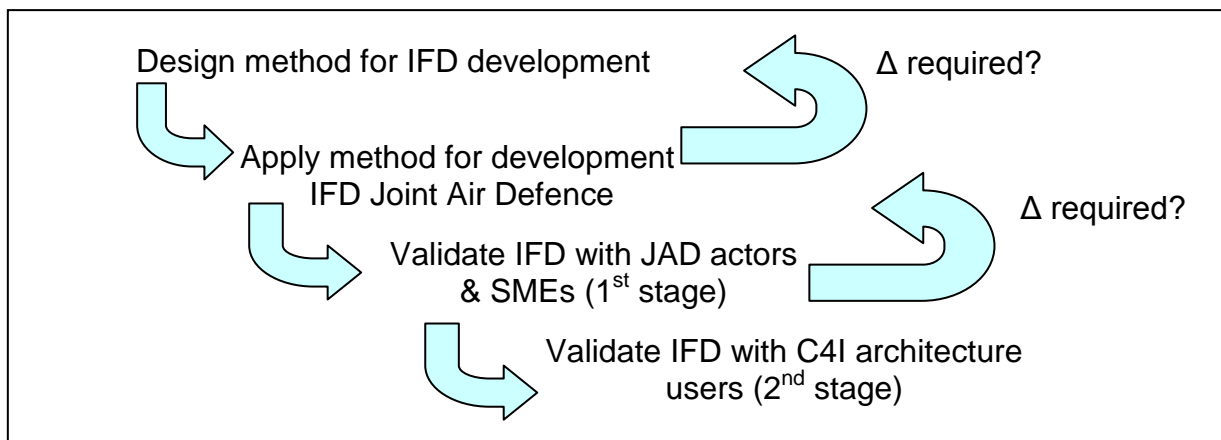 Design method for IFD development
Δ required?
Apply method for development
IFD Joint Air Defence
Δ required?
Validate IFD with JAD actors
& SMEs (1st stage)
Validate IFD with C4I architecture
users (2nd stage)